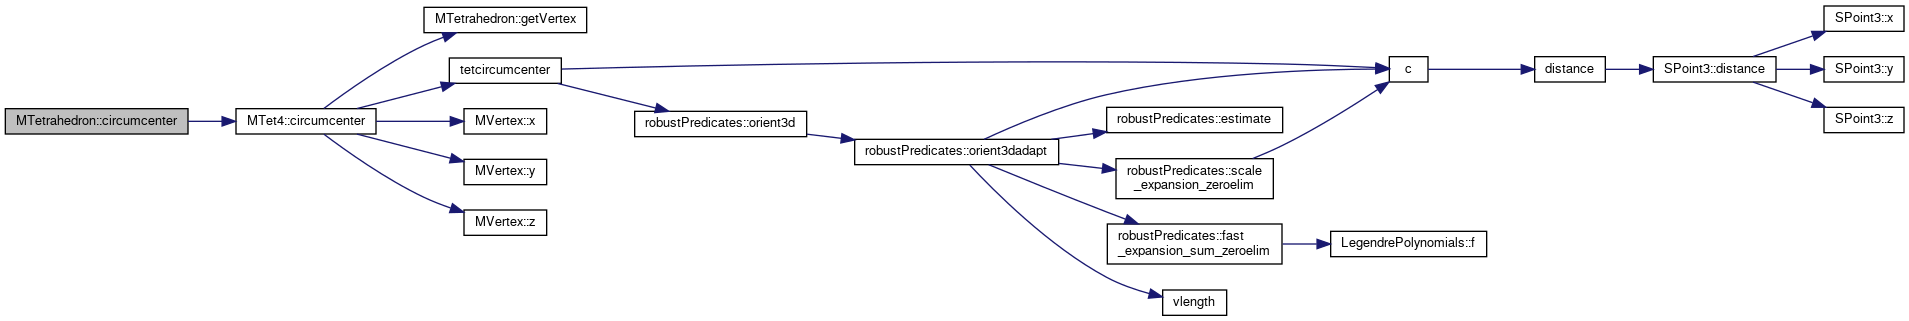 MTetrahedron::circumcenter
MTet4::circumcenter
MTetrahedron::getVertex
tetcircumcenter
MVertex::x
MVertex::y
MVertex::z
robustPredicates::orient3d
robustPredicates::orient3dadapt
c
robustPredicates::estimate
robustPredicates::scale
_expansion_zeroelim
robustPredicates::fast
_expansion_sum_zeroelim
vlength
LegendrePolynomials::f
distance
SPoint3::distance
SPoint3::x
SPoint3::y
SPoint3::z